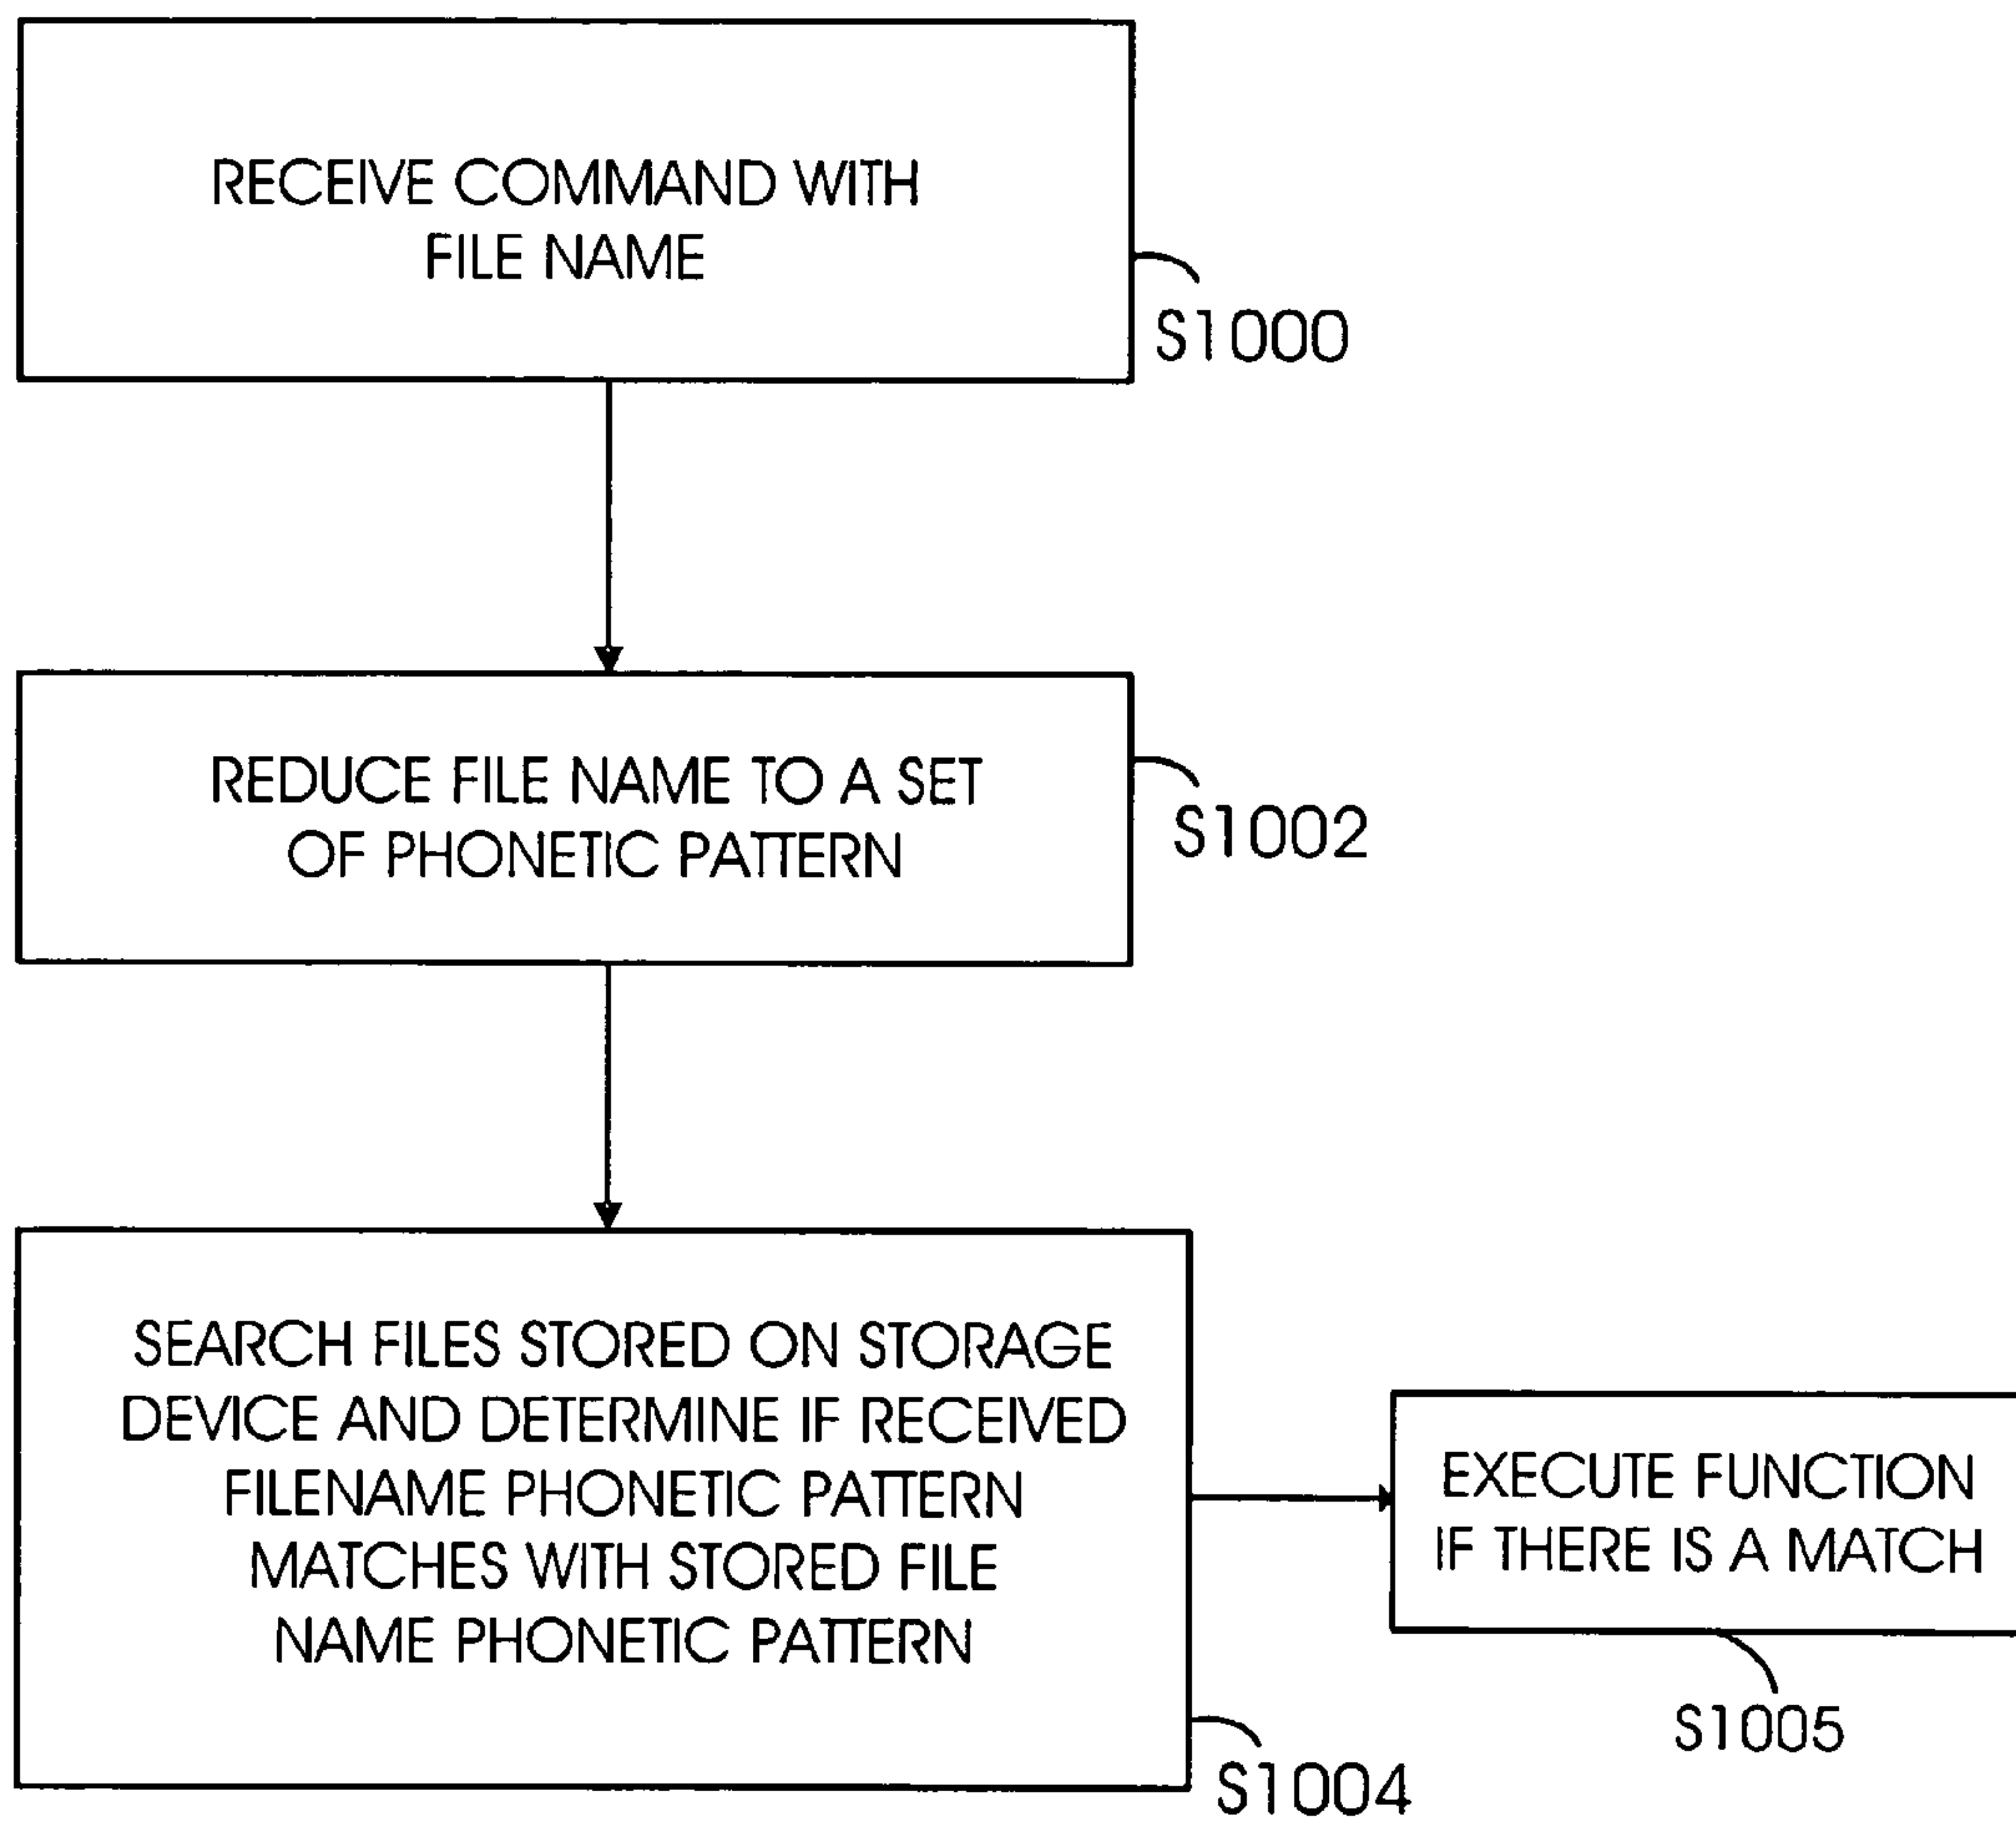 RECEIVE COMMAND WITH
FILE NAME
S1000
REDUCE FILE NAME TO A SET
OF PHONETIC PATTERN
S1002
SEARCH FILES STORED ON STORAGE
DEVICE AND DETERMINE IF RECEIVED
FILENAME PHONETIC PATTERN
MATCHES WITH STORED FILE
NAME PHONETIC PATTERN
S1004
EXECUTE FUNCTION
IF THERE IS A MATCH
S1005